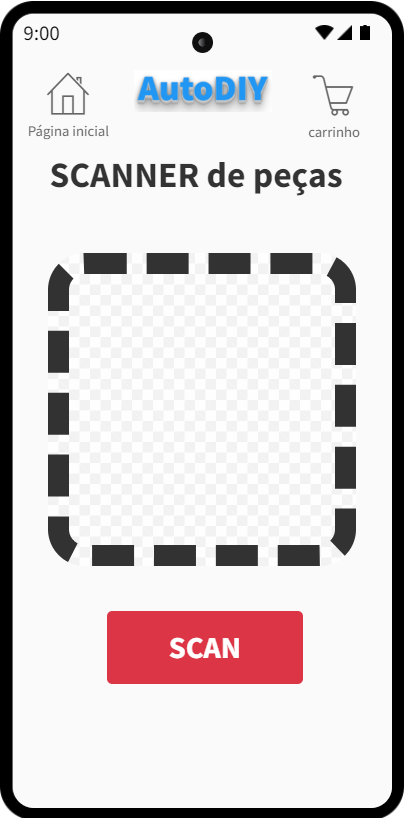 9:00
AutoDIY
Página inicial
carrinho
SCANNER de peças
SCAN